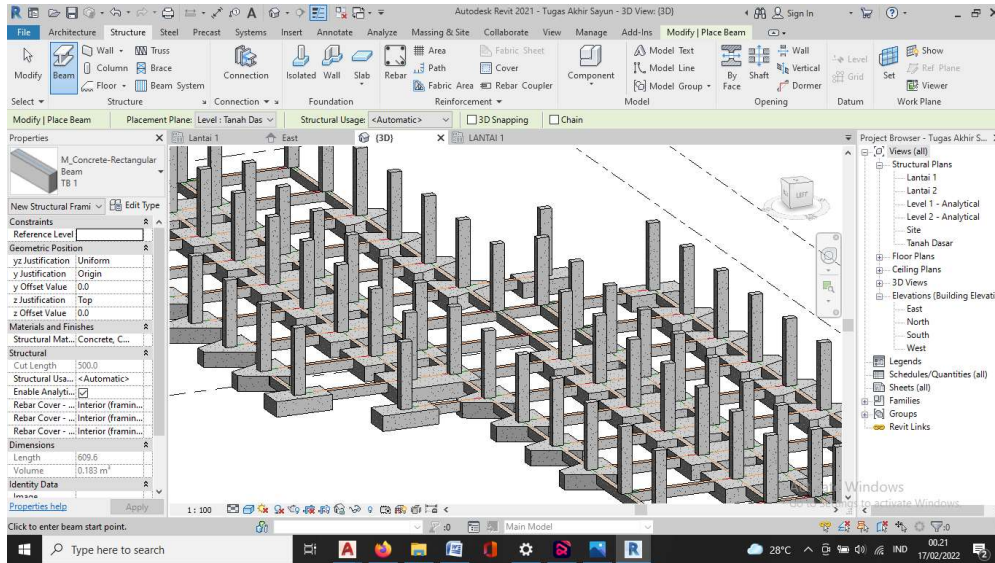 Autodesk Revit 2021 - Tugas Akhir Sayun - 3D View: {3D}
Sign In
File Architecture Structure Steel Precast Systems Insert Annotate Analyze Massing & Site Collaborate View Manage Add-Ins Modify | Place Beam
Modify
Beam
Wall
Truss
Column
Brace
Floor
Beam System
Connection
Isolated
Wall
Slab
Rebar
Area
Path
Fabric Area
Fabric Sheet
Cover
Rebar Coupler
Component
Model Text
Model Line
Model Group
By Face
Shaft
Wall
Vertical
Dormer
Level
Grid
Set
Show
Ref Plane
Viewer
Select Structure Connection Foundation Reinforcement Model Opening Datum Work Plane
Modify | Place Beam Placement Plane: Level : Tanah Das Structural Usage: <Automatic> 3D Snapping Chain
Properties
Lantai 1 East {3D} LANTAI 1
M_Concrete-Rectangular
Beam
TB 1
New Structural Frami Edit Type
Constraints
Reference Level
Geometric Position
yz Justification Uniform
y Justification Origin
y Offset Value 0.0
z Justification Top
z Offset Value 0.0
Materials and Finishes
Structural Mat... Concrete, C...
Structural
Cut Length 500.0
Structural Usa... <Automatic>
Enable Analyti...
Rebar Cover - ... Interior (framin...
Rebar Cover - ... Interior (framin...
Rebar Cover - ... Interior (framin...
Dimensions
Length 609.6
Volume 0.183 m³
Identity Data
Image
Properties help Apply
LEFT
Project Browser - Tugas Akhir S...
Views (all)
Structural Plans
Lantai 1
Lantai 2
Level 1 - Analytical
Level 2 - Analytical
Site
Tanah Dasar
Floor Plans
Ceiling Plans
3D Views
Elevations (Building Elevati
East
North
South
West
Legends
Schedules/Quantities (all)
Sheets (all)
Families
Groups
Revit Links
Windows
to activate Windows.
1 : 100
Click to enter beam start point.
:0
Main Model
:0
Type here to search
28°C
IND
00.21
17/02/2022